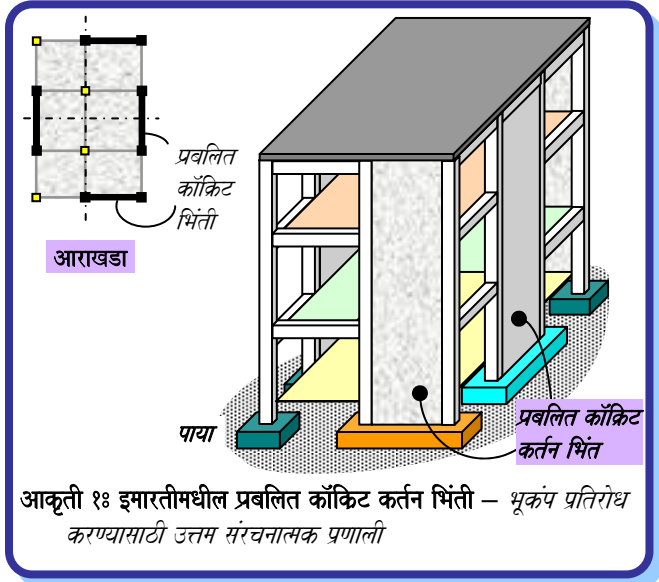 प्रबलित
काँक्रिट
भिंती
आराखडा
पाया
प्रबलित काँक्रिट
कर्तन भिंत
आकृती १ः इमारतीमधील प्रबलित काँक्रिट कर्तन भिंती – भूकंप प्रतिरोध
करण्यासाठी उत्तम संरचनात्मक प्रणाली